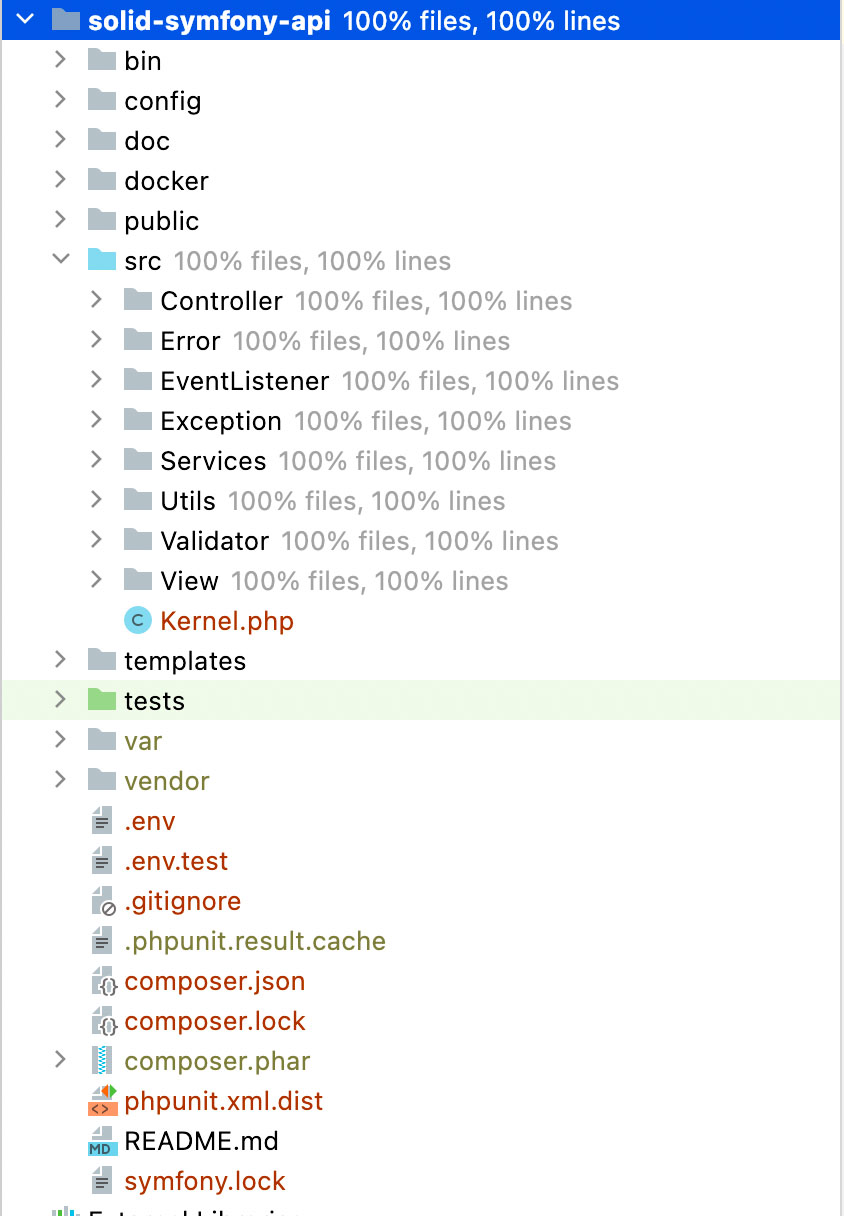 solid-symfony-api 100% files, 100% lines
bin
config
doc
docker
public
src 100% files, 100% lines
Controller 100% files, 100% lines
Error 100% files, 100% lines
EventListener 100% files, 100% lines
Exception 100% files, 100% lines
Services 100% files, 100% lines
Utils 100% files, 100% lines
Validator 100% files, 100% lines
View 100% files, 100% lines
C Kernel.php
templates
tests
var
vendor
.env
.env.test
.gitignore
.phpunit.result.cache
composer.json
composer.lock
composer.phar
phpunit.xml.dist
MD README.md
symfony.lock